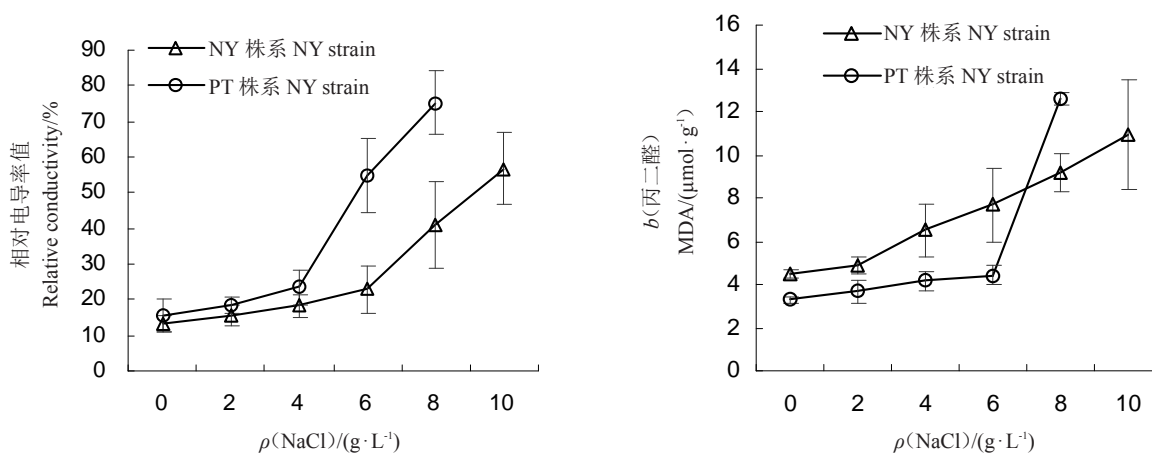 NY 株系 NY strain
PT 株系 NY strain
90
80
70
60
50
40
30
20
10
0
相对电导率值
Relative conductivity/%
0 2 4 6 8 10
ρ(NaCl)/(g·L⁻¹)
NY 株系 NY strain
PT 株系 NY strain
16
14
12
10
8
6
4
2
0
b(丙二醛)
MDA/(μmol·g⁻¹)
0 2 4 6 8 10
ρ(NaCl)/(g·L⁻¹)